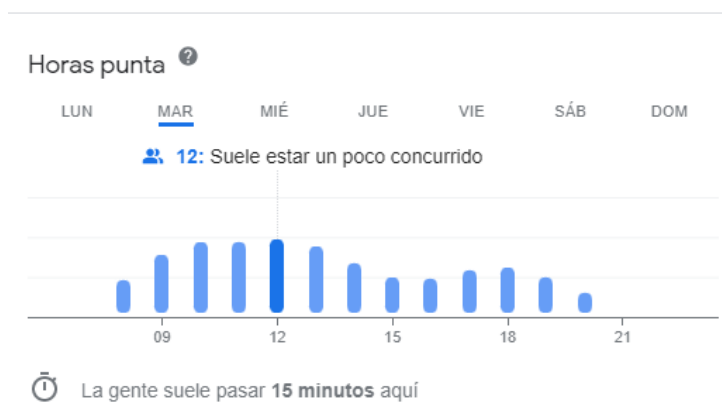 Horas punta ?
LUN MAR MIÉ JUE VIE SÁB DOM
12: Suele estar un poco concurrido
09 12 15 18 21
La gente suele pasar 15 minutos aquí